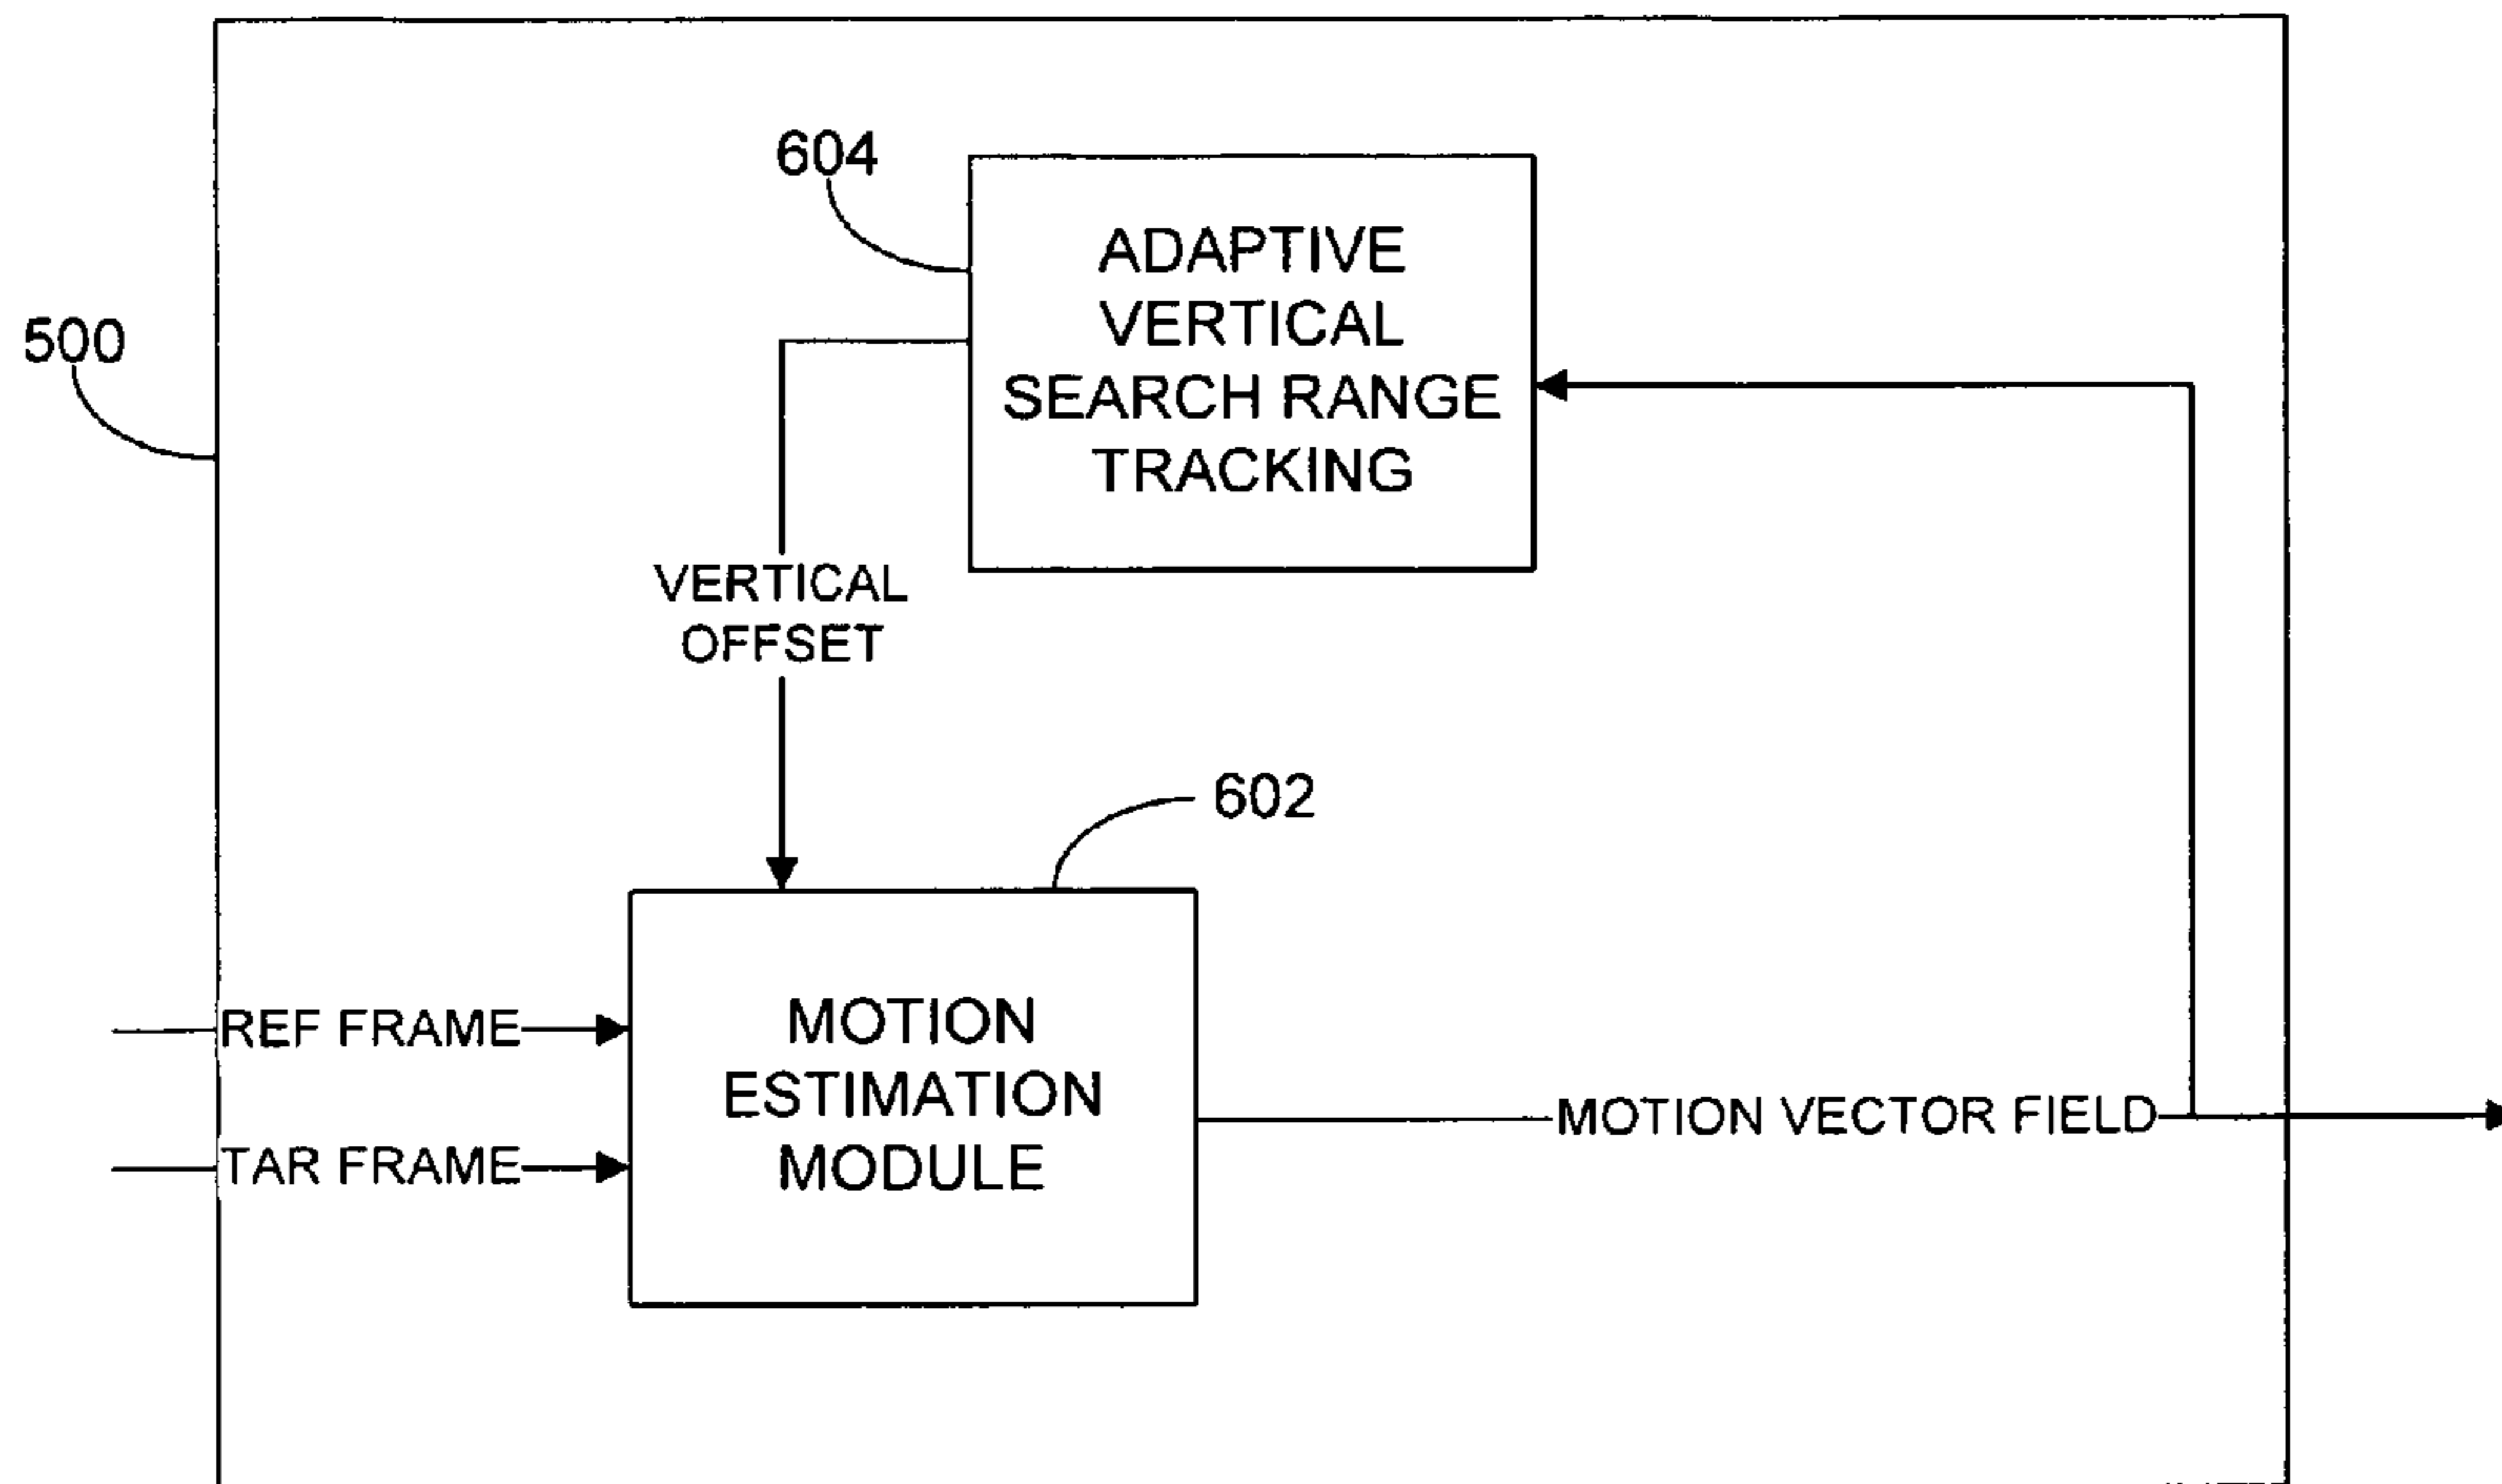 604
ADAPTIVE
VERTICAL
SEARCH RANGE
TRACKING
500
VERTICAL
OFFSET
602
REF FRAME
MOTION
ESTIMATION
MODULE
TAR FRAME
MOTION VECTOR FIELD